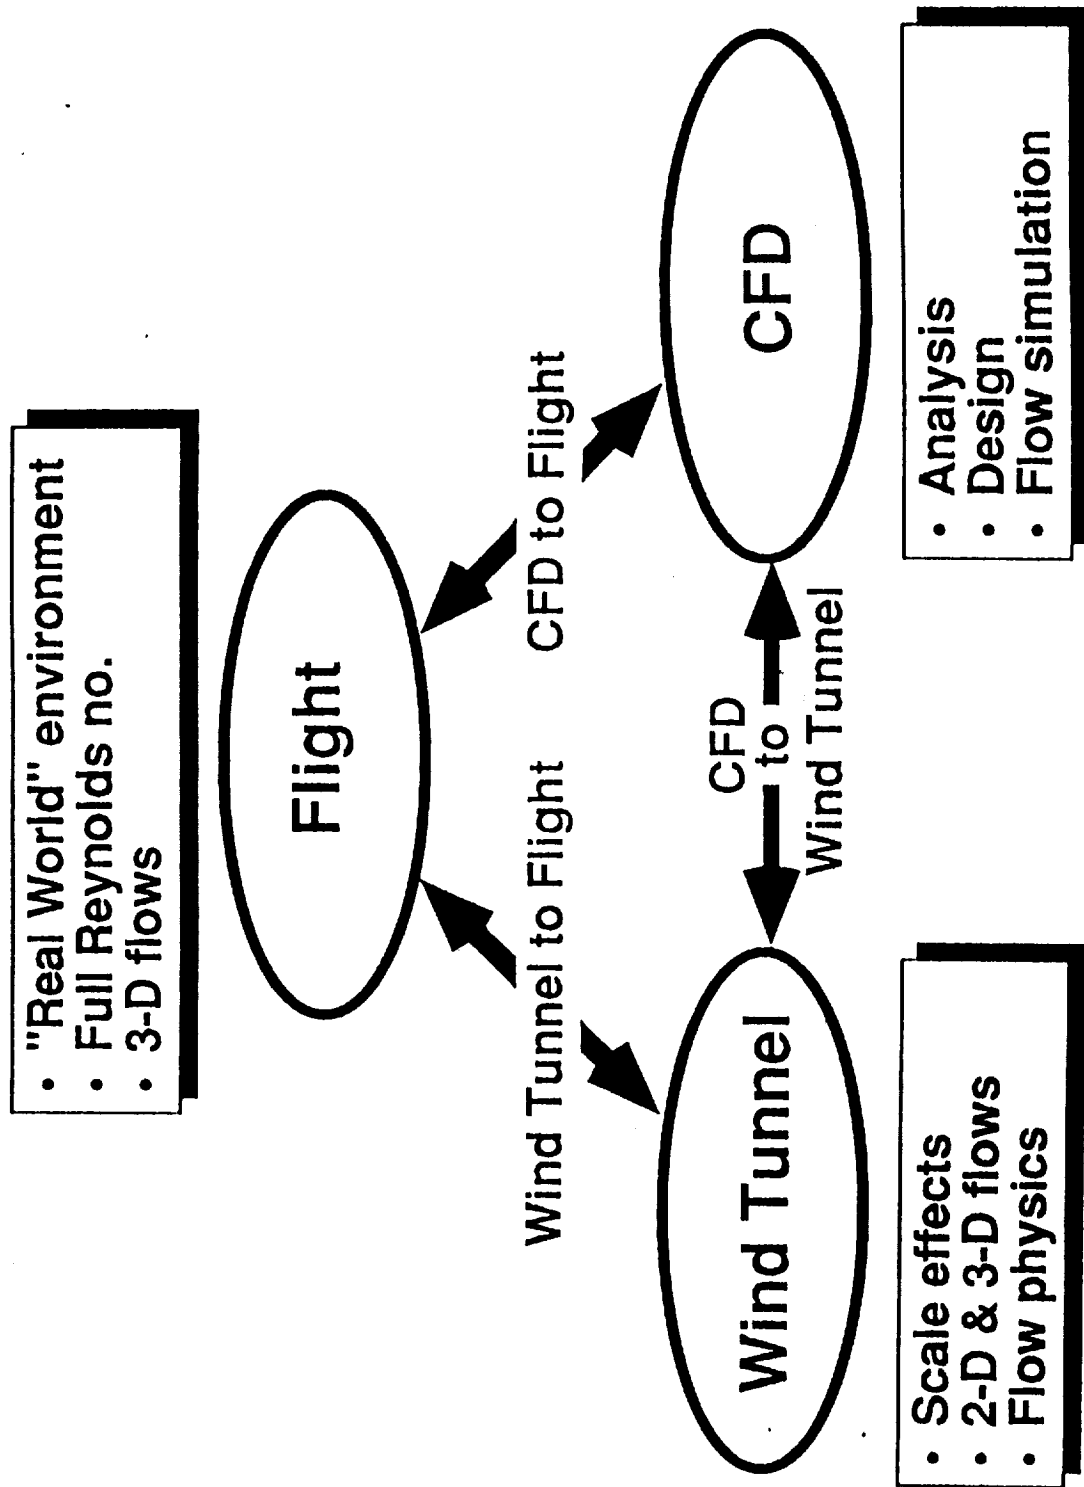 • "Real World" environment
• Full Reynolds no.
• 3-D flows
Flight
Wind Tunnel to Flight
CFD to Flight
Wind Tunnel
CFD
to
Wind Tunnel
CFD
• Scale effects
• 2-D & 3-D flows
• Flow physics
• Analysis
• Design
• Flow simulation